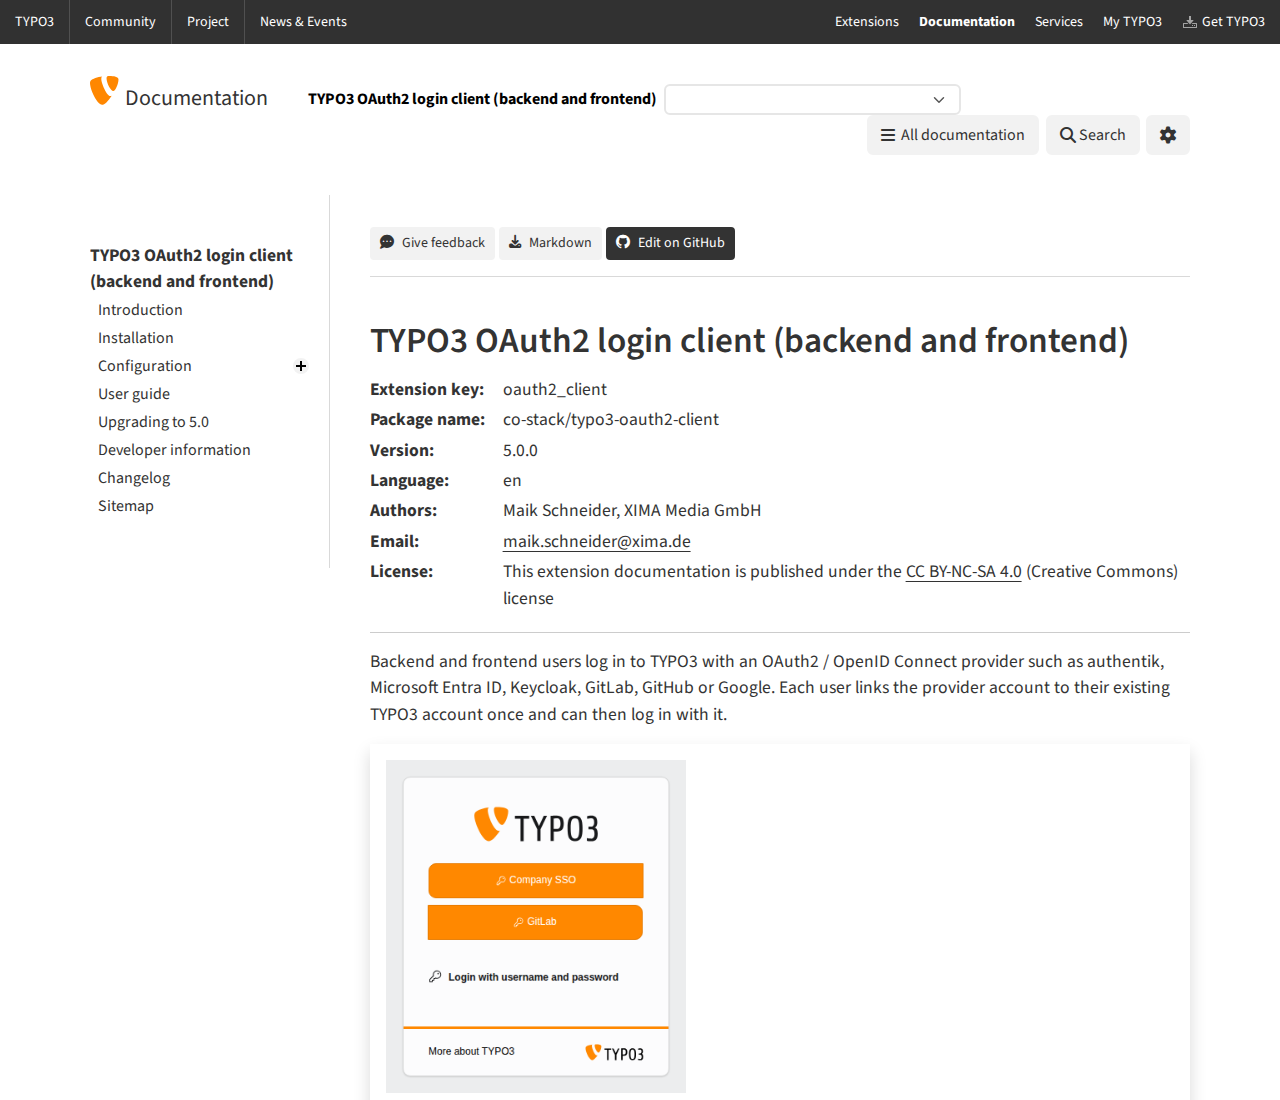 TYPO3
Community
Project
News & Events
Extensions
Documentation
Services
My TYPO3
Get TYPO3
Documentation
TYPO3 OAuth2 login client (backend and frontend)
All documentation
Search
TYPO3 OAuth2 login client
(backend and frontend)
Introduction
Installation
Configuration
User guide
Upgrading to 5.0
Developer information
Changelog
Sitemap
Give feedback
Markdown
Edit on GitHub
TYPO3 OAuth2 login client (backend and frontend)
Extension key: oauth2_client
Package name: co-stack/typo3-oauth2-client
Version: 5.0.0
Language: en
Authors: Maik Schneider, XIMA Media GmbH
Email: maik.schneider@xima.de
License: This extension documentation is published under the CC BY-NC-SA 4.0 (Creative Commons)
license
Backend and frontend users log in to TYPO3 with an OAuth2 / OpenID Connect provider such as authentik,
Microsoft Entra ID, Keycloak, GitLab, GitHub or Google. Each user links the provider account to their existing
TYPO3 account once and can then log in with it.
TYPO3
Company SSO
GitLab
Login with username and password
More about TYPO3
TYPO3